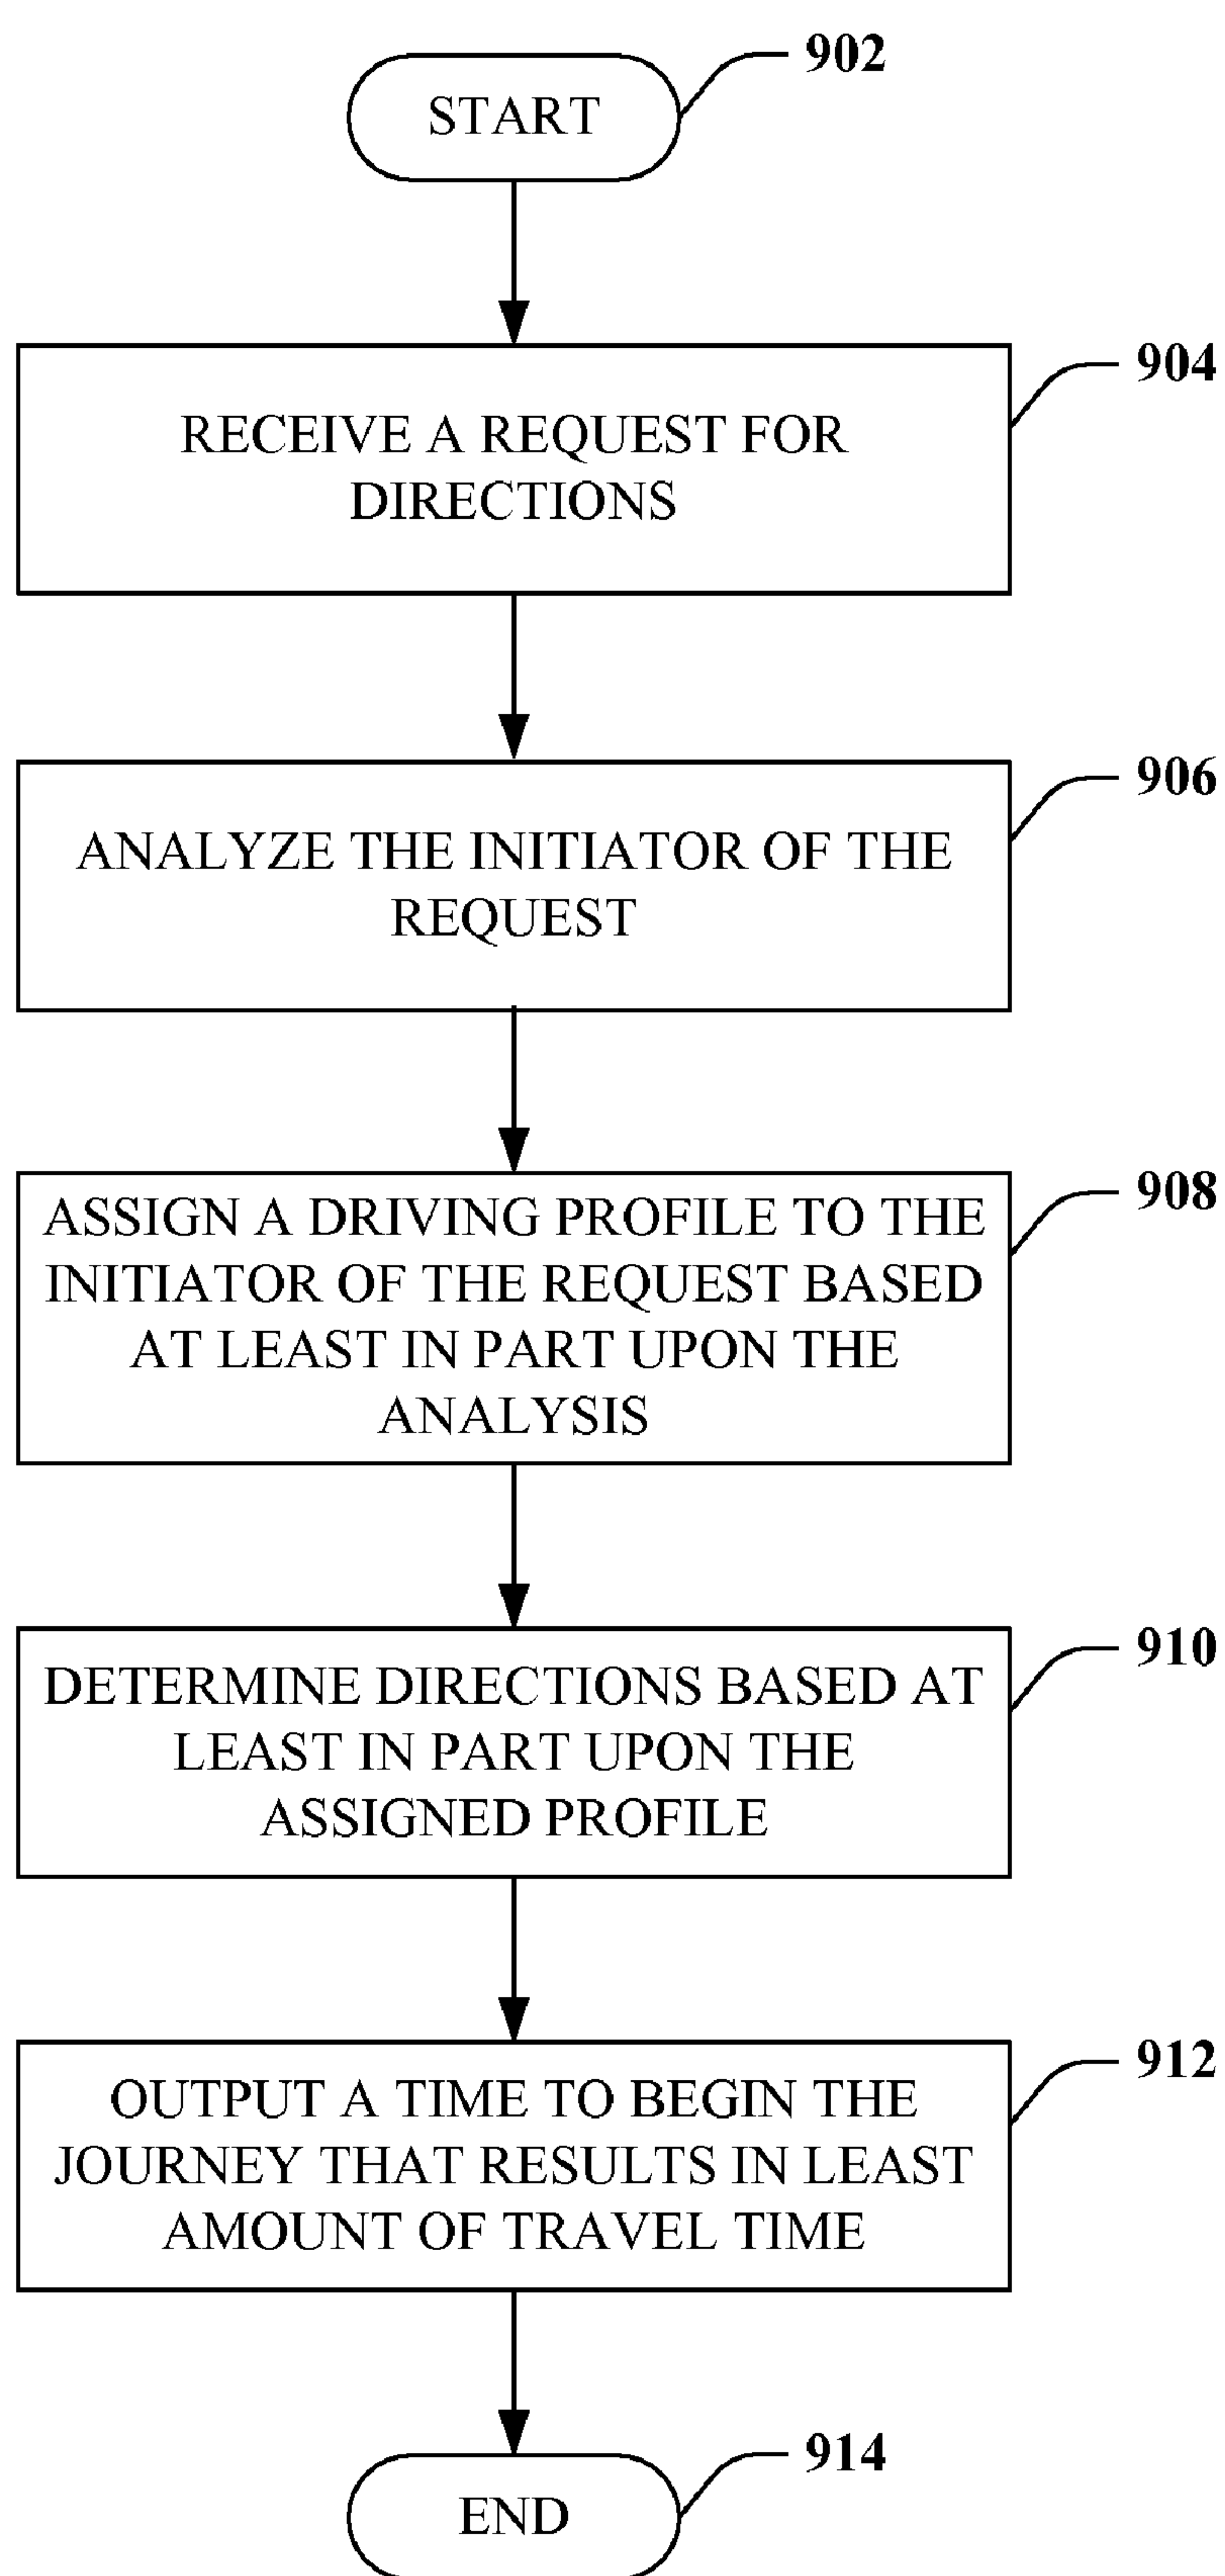 START
902
RECEIVE A REQUEST FOR
DIRECTIONS
904
ANALYZE THE INITIATOR OF THE
REQUEST
906
ASSIGN A DRIVING PROFILE TO THE
INITIATOR OF THE REQUEST BASED
AT LEAST IN PART UPON THE
ANALYSIS
908
DETERMINE DIRECTIONS BASED AT
LEAST IN PART UPON THE
ASSIGNED PROFILE
910
OUTPUT A TIME TO BEGIN THE
JOURNEY THAT RESULTS IN LEAST
AMOUNT OF TRAVEL TIME
912
END
914